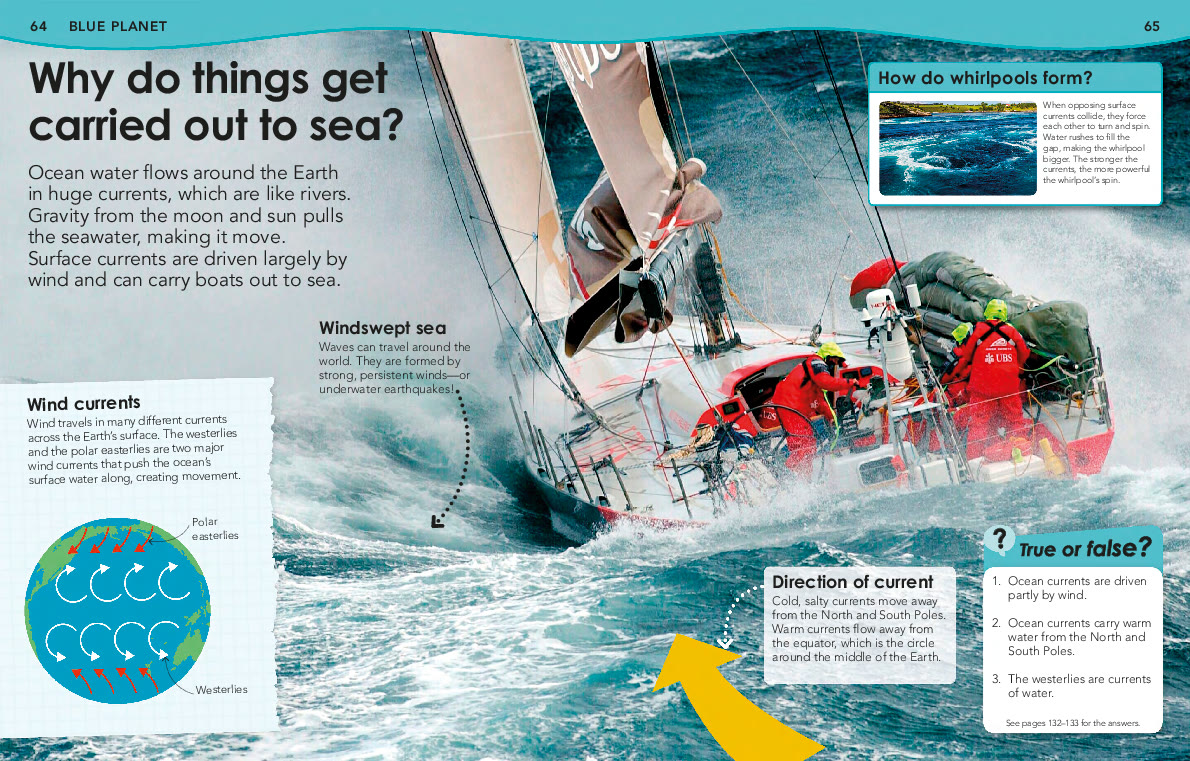 64 BLUE PLANET
65
Why do things get
carried out to sea?
Ocean water flows around the Earth
in huge currents, which are like rivers.
Gravity from the moon and sun pulls
the seawater, making it move.
Surface currents are driven largely by
wind and can carry boats out to sea.
Windswept sea
Waves can travel around the
world. They are formed by
strong, persistent winds—or
underwater earthquakes!
Wind currents
Wind travels in many different currents
across the Earth's surface. The westerlies
and the polar easterlies are two major
wind currents that push the ocean's
surface water along, creating movement.
Polar
easterlies
Westerlies
How do whirlpools form?
When opposing surface
currents collide, they force
each other to turn and spin.
Water rushes to fill the
gap, making the whirlpool
bigger. The stronger the
currents, the more powerful
the whirlpool's spin.
UBS
Direction of current
Cold, salty currents move away
from the North and South Poles.
Warm currents flow away from
the equator, which is the circle
around the middle of the Earth.
?
True or false?
1. Ocean currents are driven
partly by wind.
2. Ocean currents carry warm
water from the North and
South Poles.
3. The westerlies are currents
of water.
See pages 132–133 for the answers.